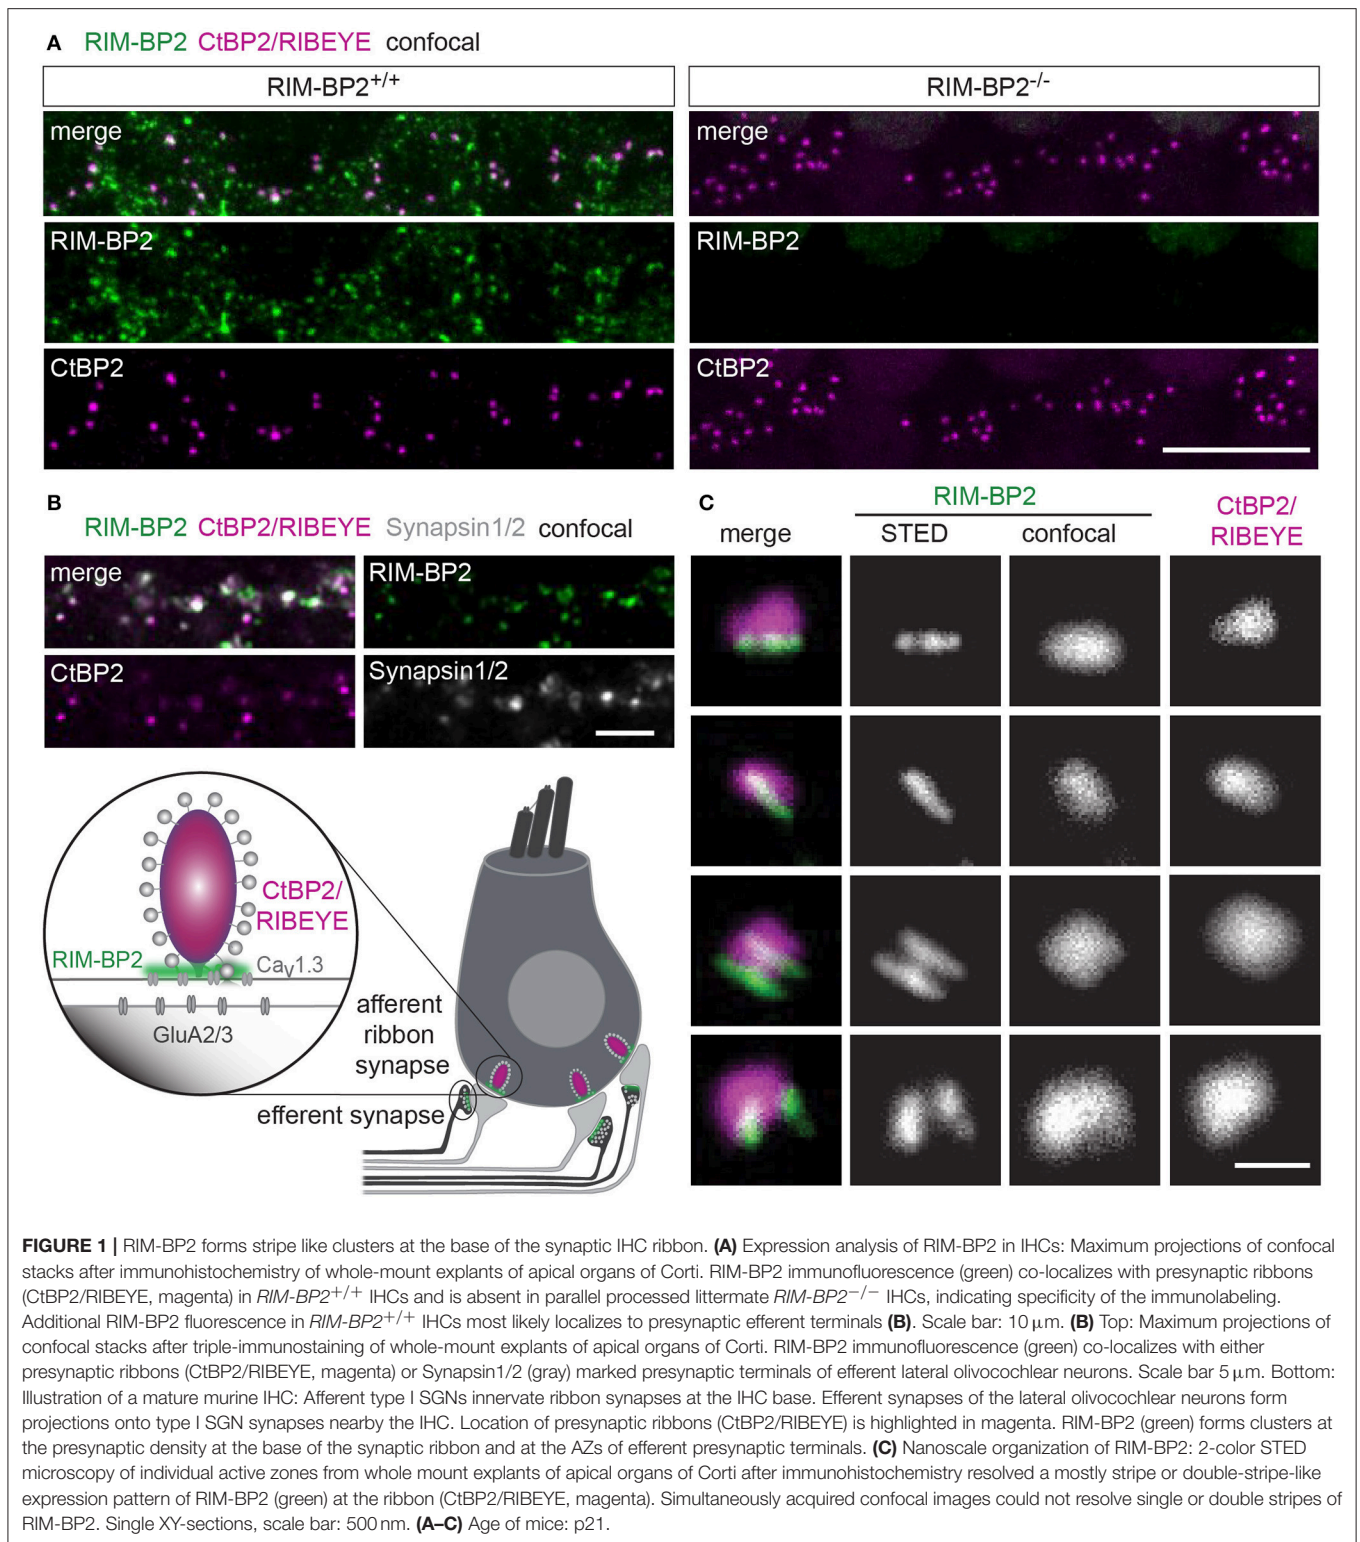 A RIM-BP2 CtBP2/RIBEYE confocal
RIM-BP2+/+
RIM-BP2-/-
merge
merge
RIM-BP2
RIM-BP2
CtBP2
CtBP2
B
RIM-BP2 CtBP2/RIBEYE Synapsin1/2 confocal
merge
RIM-BP2
CtBP2
Synapsin1/2
CtBP2/
RIBEYE
RIM-BP2
Cav1.3
GluA2/3
afferent
ribbon
synapse
efferent synapse
C
RIM-BP2
CtBP2/
RIBEYE
merge
STED
confocal
FIGURE 1 | RIM-BP2 forms stripe like clusters at the base of the synaptic IHC ribbon. (A) Expression analysis of RIM-BP2 in IHCs: Maximum projections of confocal
stacks after immunohistochemistry of whole-mount explants of apical organs of Corti. RIM-BP2 immunofluorescence (green) co-localizes with presynaptic ribbons
(CtBP2/RIBEYE, magenta) in RIM-BP2+/+ IHCs and is absent in parallel processed littermate RIM-BP2−/− IHCs, indicating specificity of the immunolabeling.
Additional RIM-BP2 fluorescence in RIM-BP2+/+ IHCs most likely localizes to presynaptic efferent terminals (B). Scale bar: 10 μm. (B) Top: Maximum projections of
confocal stacks after triple-immunostaining of whole-mount explants of apical organs of Corti. RIM-BP2 immunofluorescence (green) co-localizes with either
presynaptic ribbons (CtBP2/RIBEYE, magenta) or Synapsin1/2 (gray) marked presynaptic terminals of efferent lateral olivocochlear neurons. Scale bar 5 μm. Bottom:
Illustration of a mature murine IHC: Afferent type I SGNs innervate ribbon synapses at the IHC base. Efferent synapses of the lateral olivocochlear neurons form
projections onto type I SGN synapses nearby the IHC. Location of presynaptic ribbons (CtBP2/RIBEYE) is highlighted in magenta. RIM-BP2 (green) forms clusters at
the presynaptic density at the base of the synaptic ribbon and at the AZs of efferent presynaptic terminals. (C) Nanoscale organization of RIM-BP2: 2-color STED
microscopy of individual active zones from whole mount explants of apical organs of Corti after immunohistochemistry resolved a mostly stripe or double-stripe-like
expression pattern of RIM-BP2 (green) at the ribbon (CtBP2/RIBEYE, magenta). Simultaneously acquired confocal images could not resolve single or double stripes of
RIM-BP2. Single XY-sections, scale bar: 500 nm. (A–C) Age of mice: p21.